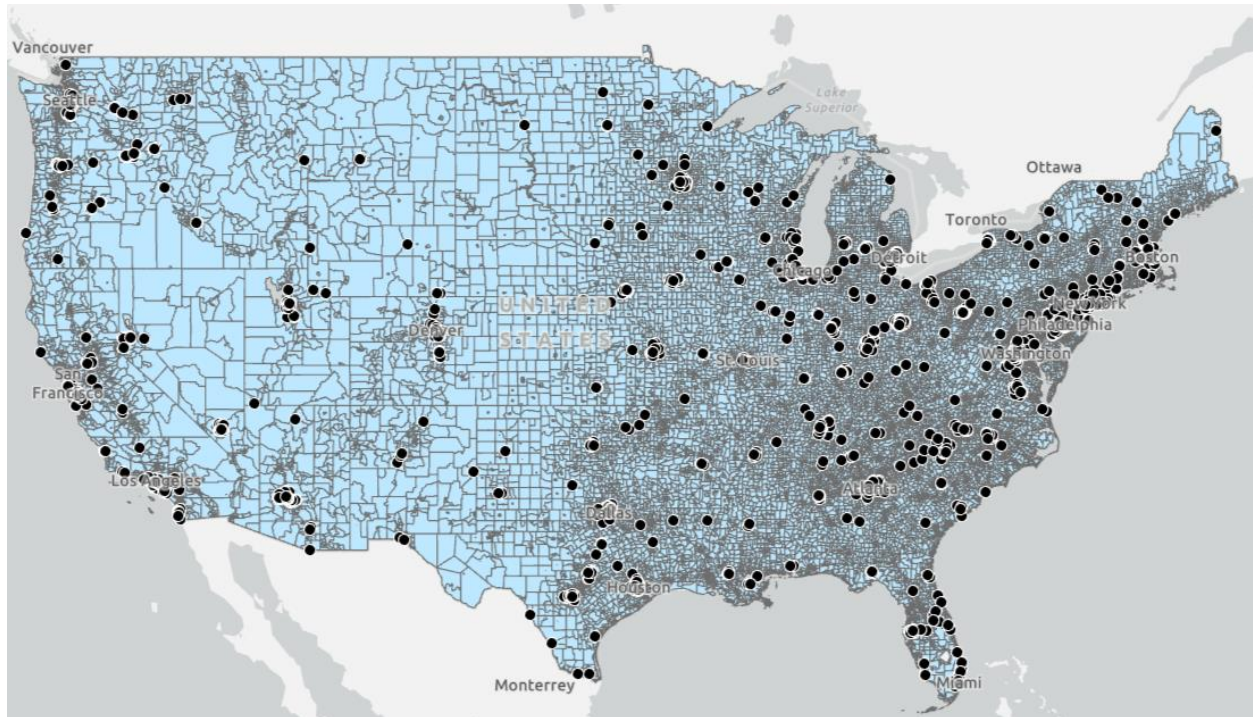 Vancouver
Seattle
Lake
Superior
Ottawa
Toronto
Boston
Detroit
Chicago
New York
UNITED
STATES
Denver
Philadelphia
Washington
St. Louis
San
Francisco
Los Angeles
Atlanta
Dallas
Houston
Monterrey
Miami